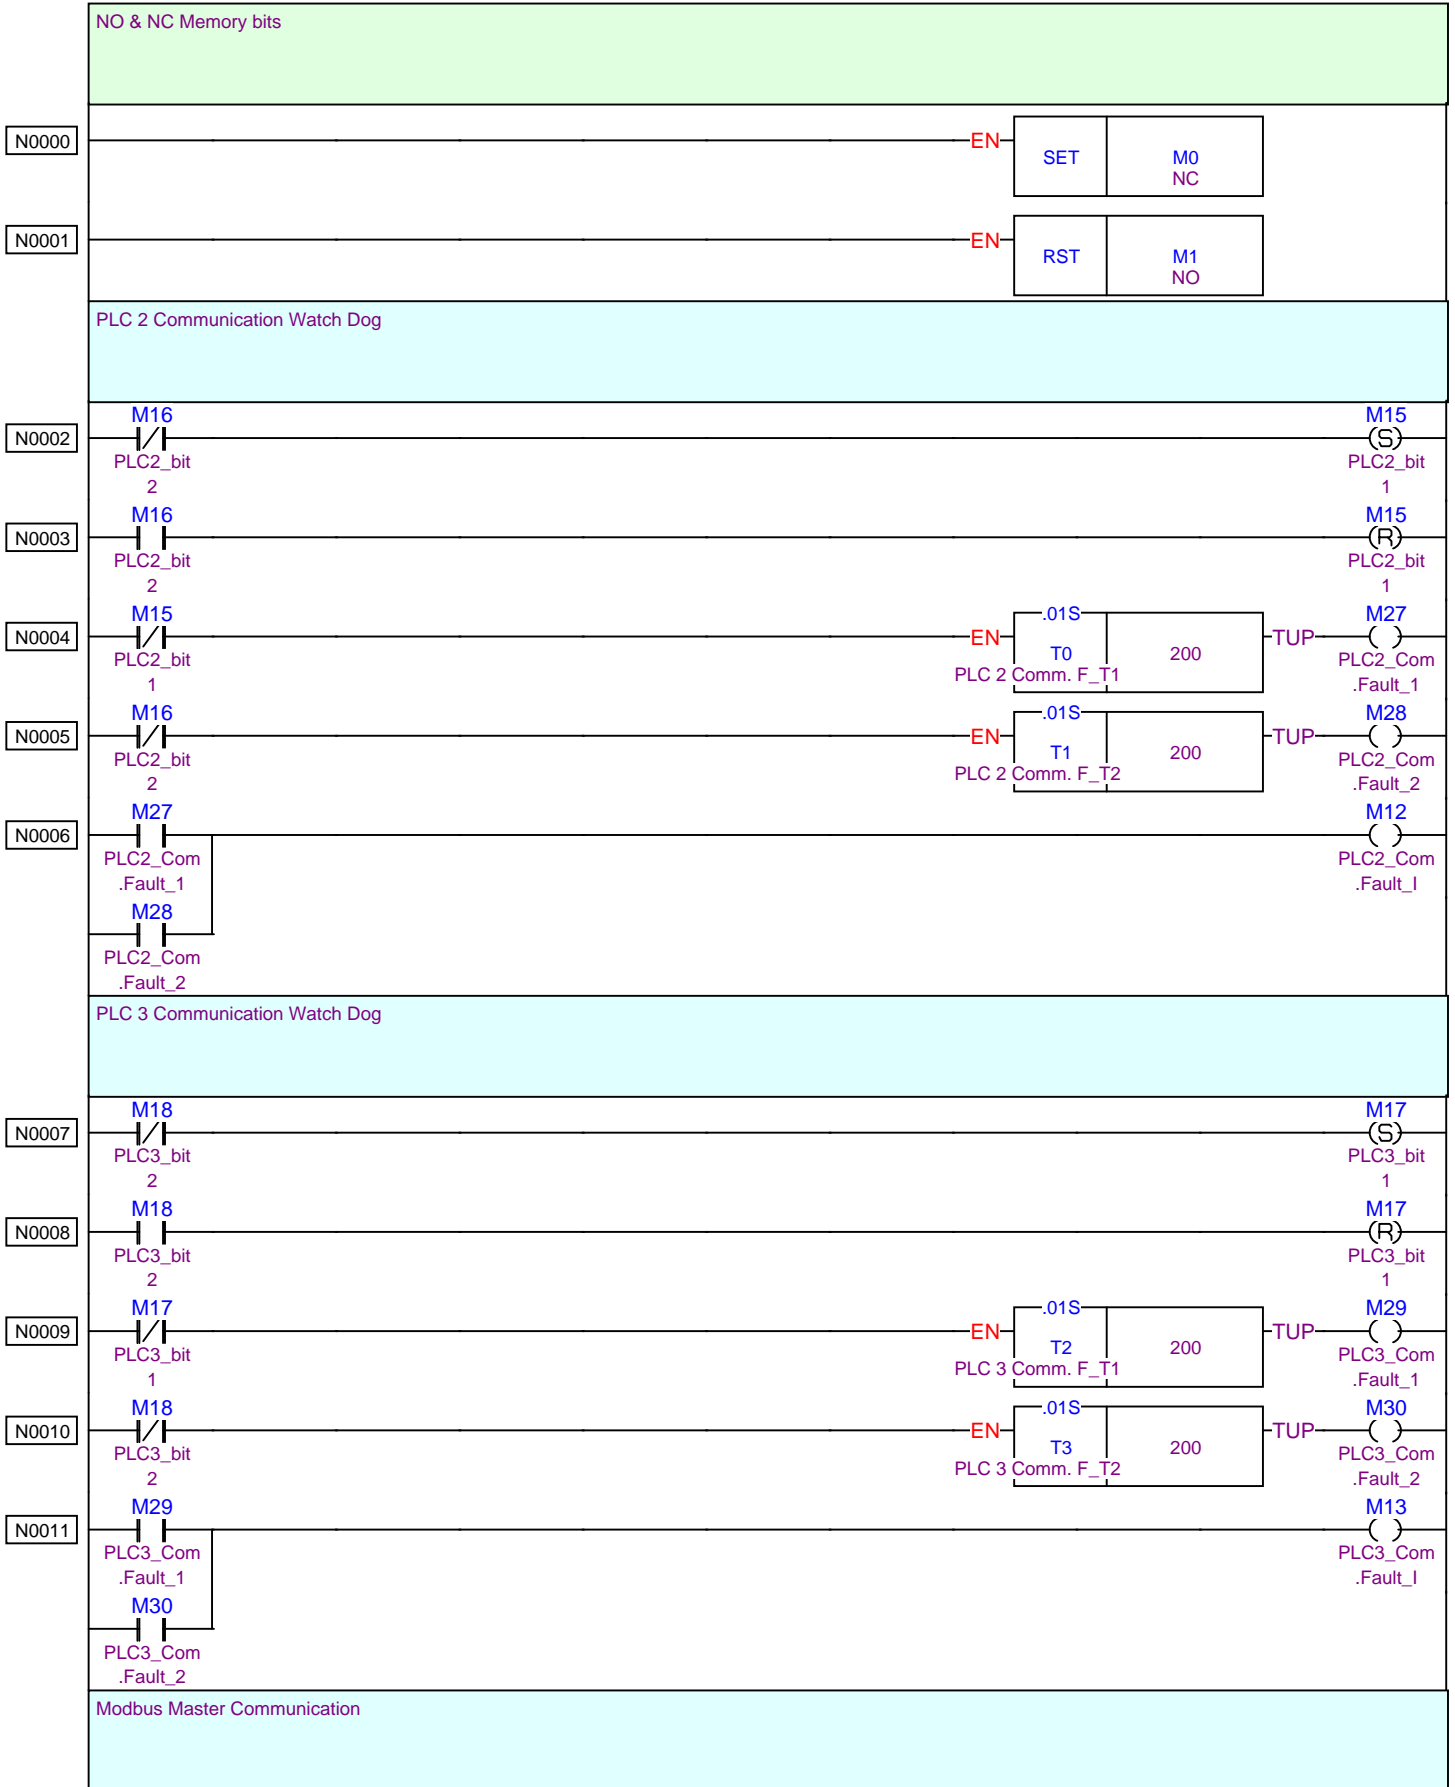 NO & NC Memory bits
N0000
EN
SET
M0
NC
N0001
EN
RST
M1
NO
PLC 2 Communication Watch Dog
M16
M15
N0002
S
PLC2_bit
PLC2_bit
2
1
M16
M15
N0003
R
PLC2_bit
PLC2_bit
2
1
M15
.01S
M27
N0004
EN
T0
200
TUP
PLC2_bit
PLC 2 Comm. F_T1
PLC2_Com
1
.Fault_1
M16
.01S
M28
N0005
EN
T1
200
TUP
PLC2_bit
PLC 2 Comm. F_T2
PLC2_Com
2
.Fault_2
M27
M12
N0006
PLC2_Com
PLC2_Com
.Fault_1
.Fault_I
M28
PLC2_Com
.Fault_2
PLC 3 Communication Watch Dog
M18
M17
N0007
S
PLC3_bit
PLC3_bit
2
1
M18
M17
N0008
R
PLC3_bit
PLC3_bit
2
1
M17
.01S
M29
N0009
EN
T2
200
TUP
PLC3_bit
PLC 3 Comm. F_T1
PLC3_Com
1
.Fault_1
M18
.01S
M30
N0010
EN
T3
200
TUP
PLC3_bit
PLC 3 Comm. F_T2
PLC3_Com
2
.Fault_2
M29
M13
N0011
PLC3_Com
PLC3_Com
.Fault_1
.Fault_I
M30
PLC3_Com
.Fault_2
Modbus Master Communication